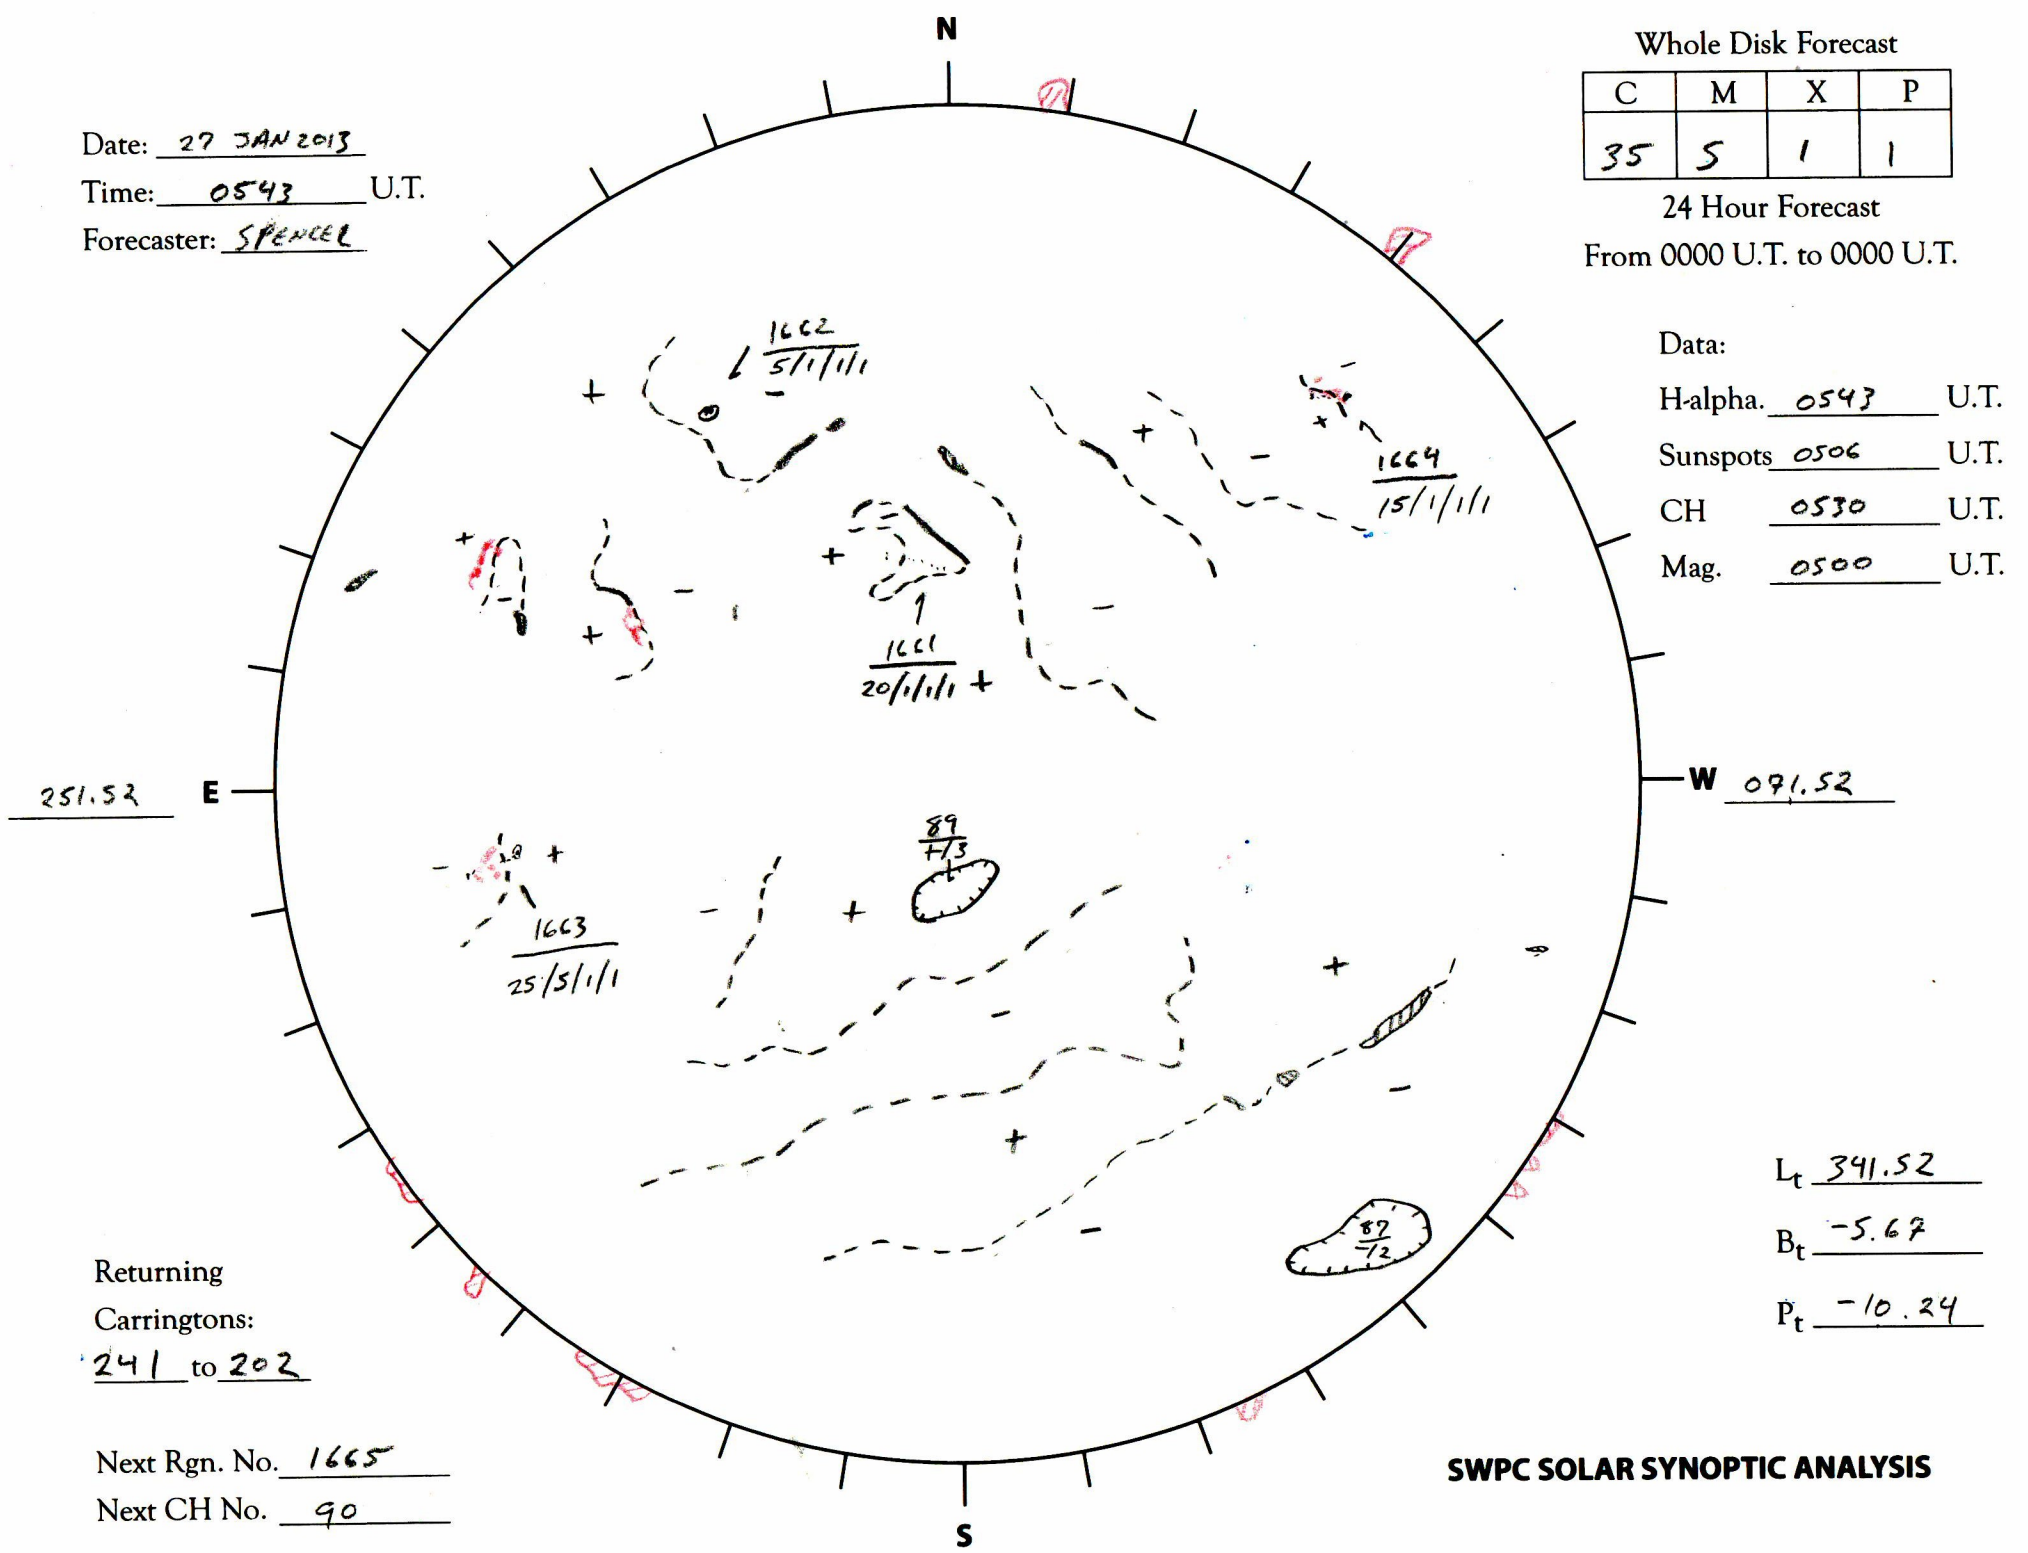 N
Whole Disk Forecast
C M X P
35 5 1 1
24 Hour Forecast
From 0000 U.T. to 0000 U.T.
Date: 27 JAN 2013
Time: 0543 U.T.
Forecaster: SPENCER
Data:
H-alpha. 0543 U.T.
Sunspots 0506 U.T.
CH 0530 U.T.
Mag. 0500 U.T.
1662
5/1/1/1
1664
15/1/1/1
1661
20/1/1/1
251.52 E
W 071.52
89
+/3
1663
25/5/1/1
87
-/2
Lt 341.52
Bt -5.67
Pt -10.24
Returning
Carringtons:
241 to 202
Next Rgn. No. 1665
Next CH No. 90
SWPC SOLAR SYNOPTIC ANALYSIS
S